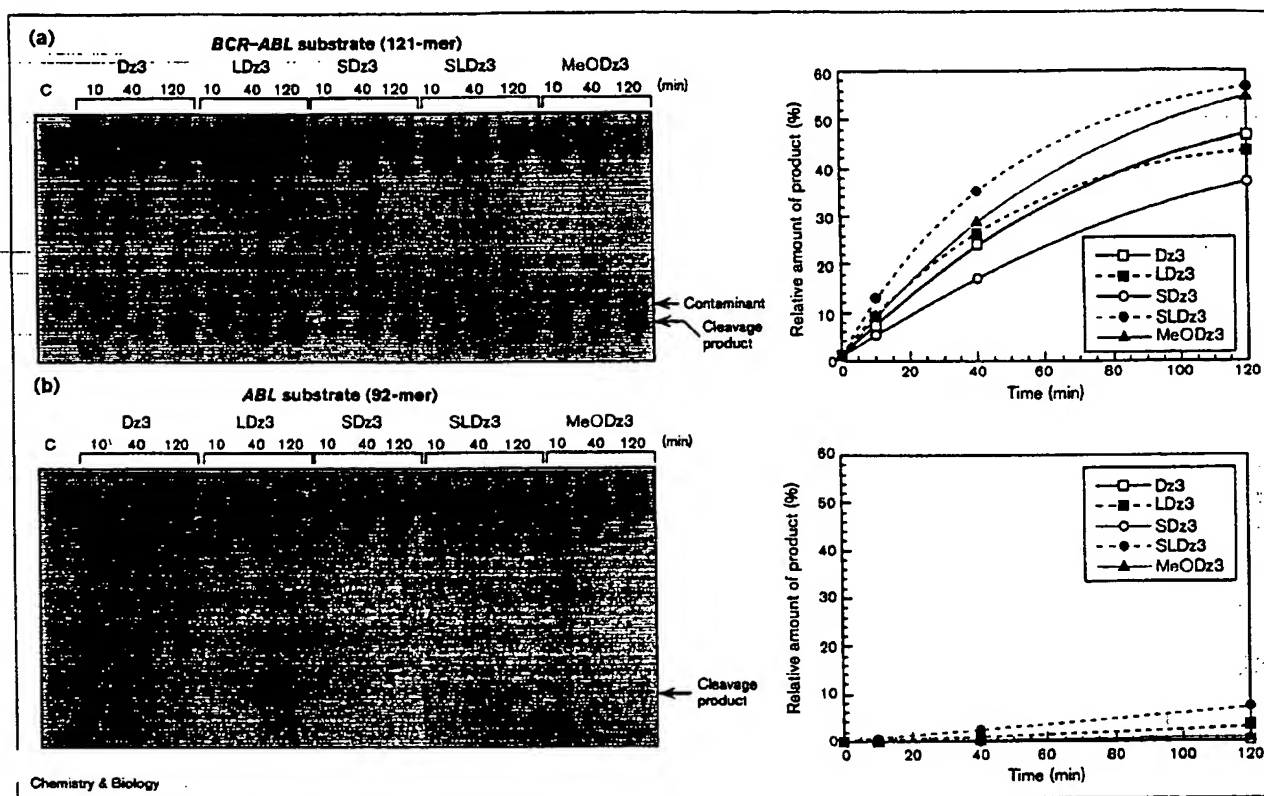 (a)
BCR–ABL substrate (121-mer)
Dz3 LDz3 SDz3 SLDz3 MeODz3
C 10 40 120 10 40 120 10 40 120 10 40 120 10 40 120 (min)
Contaminant
Cleavage
product
Relative amount of product (%)
60
50
40
30
20
10
0
0 20 40 60 80 100 120
Time (min)
Dz3
LDz3
SDz3
SLDz3
MeODz3
(b)
ABL substrate (92-mer)
Dz3 LDz3 SDz3 SLDz3 MeODz3
C 10 40 120 10 40 120 10 40 120 10 40 120 10 40 120 (min)
Cleavage
product
Relative amount of product (%)
60
50
40
30
20
10
0
0 20 40 60 80 100 120
Time (min)
Dz3
LDz3
SDz3
SLDz3
MeODz3
Chemistry & Biology